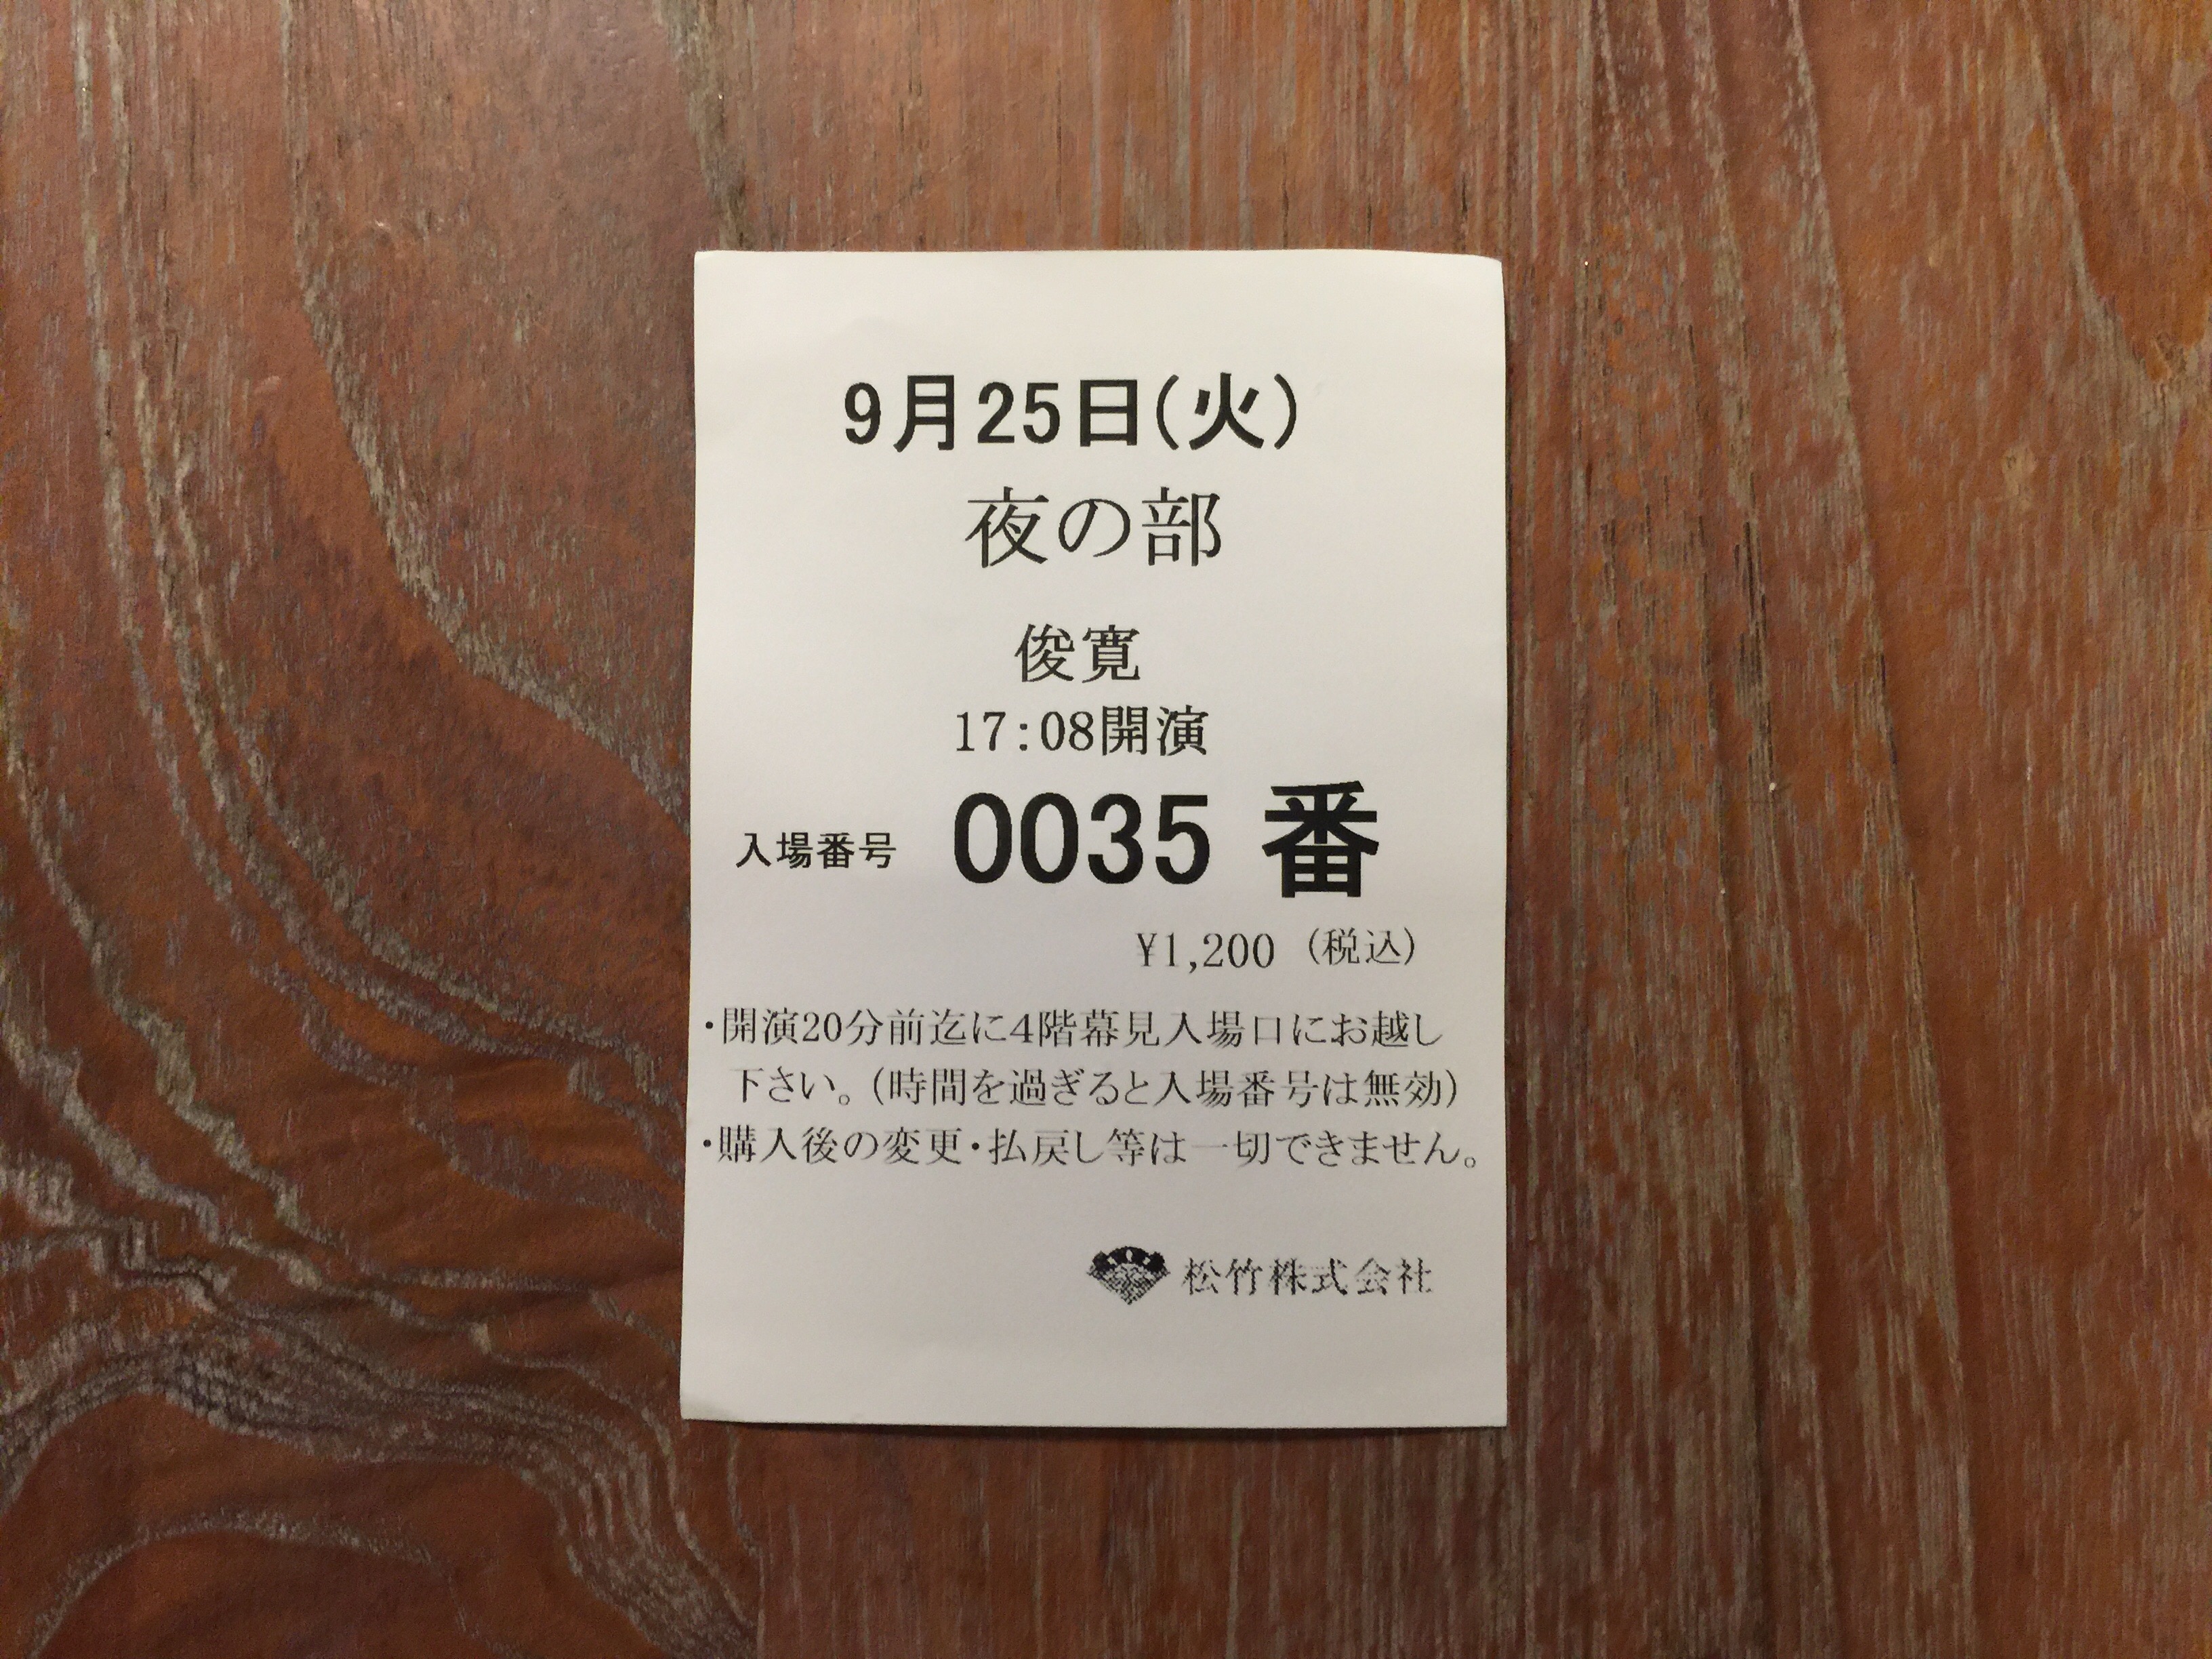 9月25日(火)
夜の部
俊寛
17:08開演
入場番号 0035 番
¥1,200 (税込)
・開演20分前迄に4階幕見入場口にお越し
下さい。(時間を過ぎると入場番号は無効)
・購入後の変更・払戻し等は一切できません。
松竹株式会社